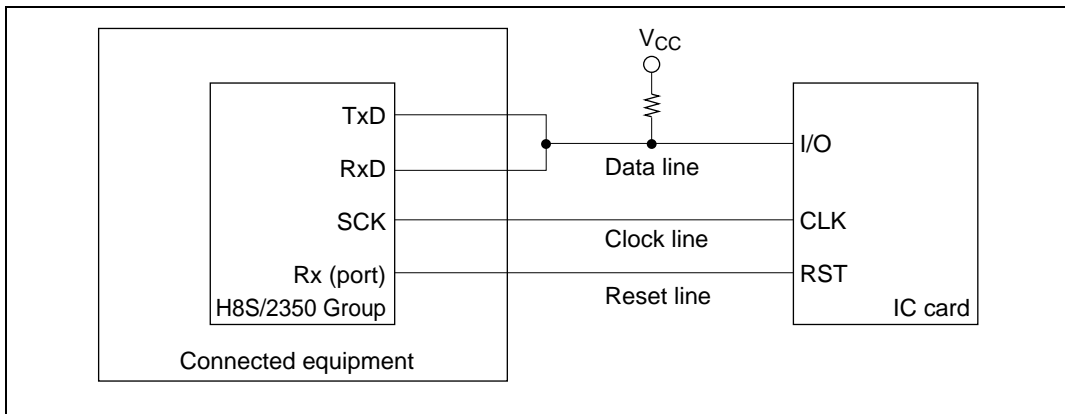 V_CC
TxD
I/O
RxD
Data line
SCK
CLK
Clock line
Rx (port)
RST
Reset line
H8S/2350 Group
IC card
Connected equipment